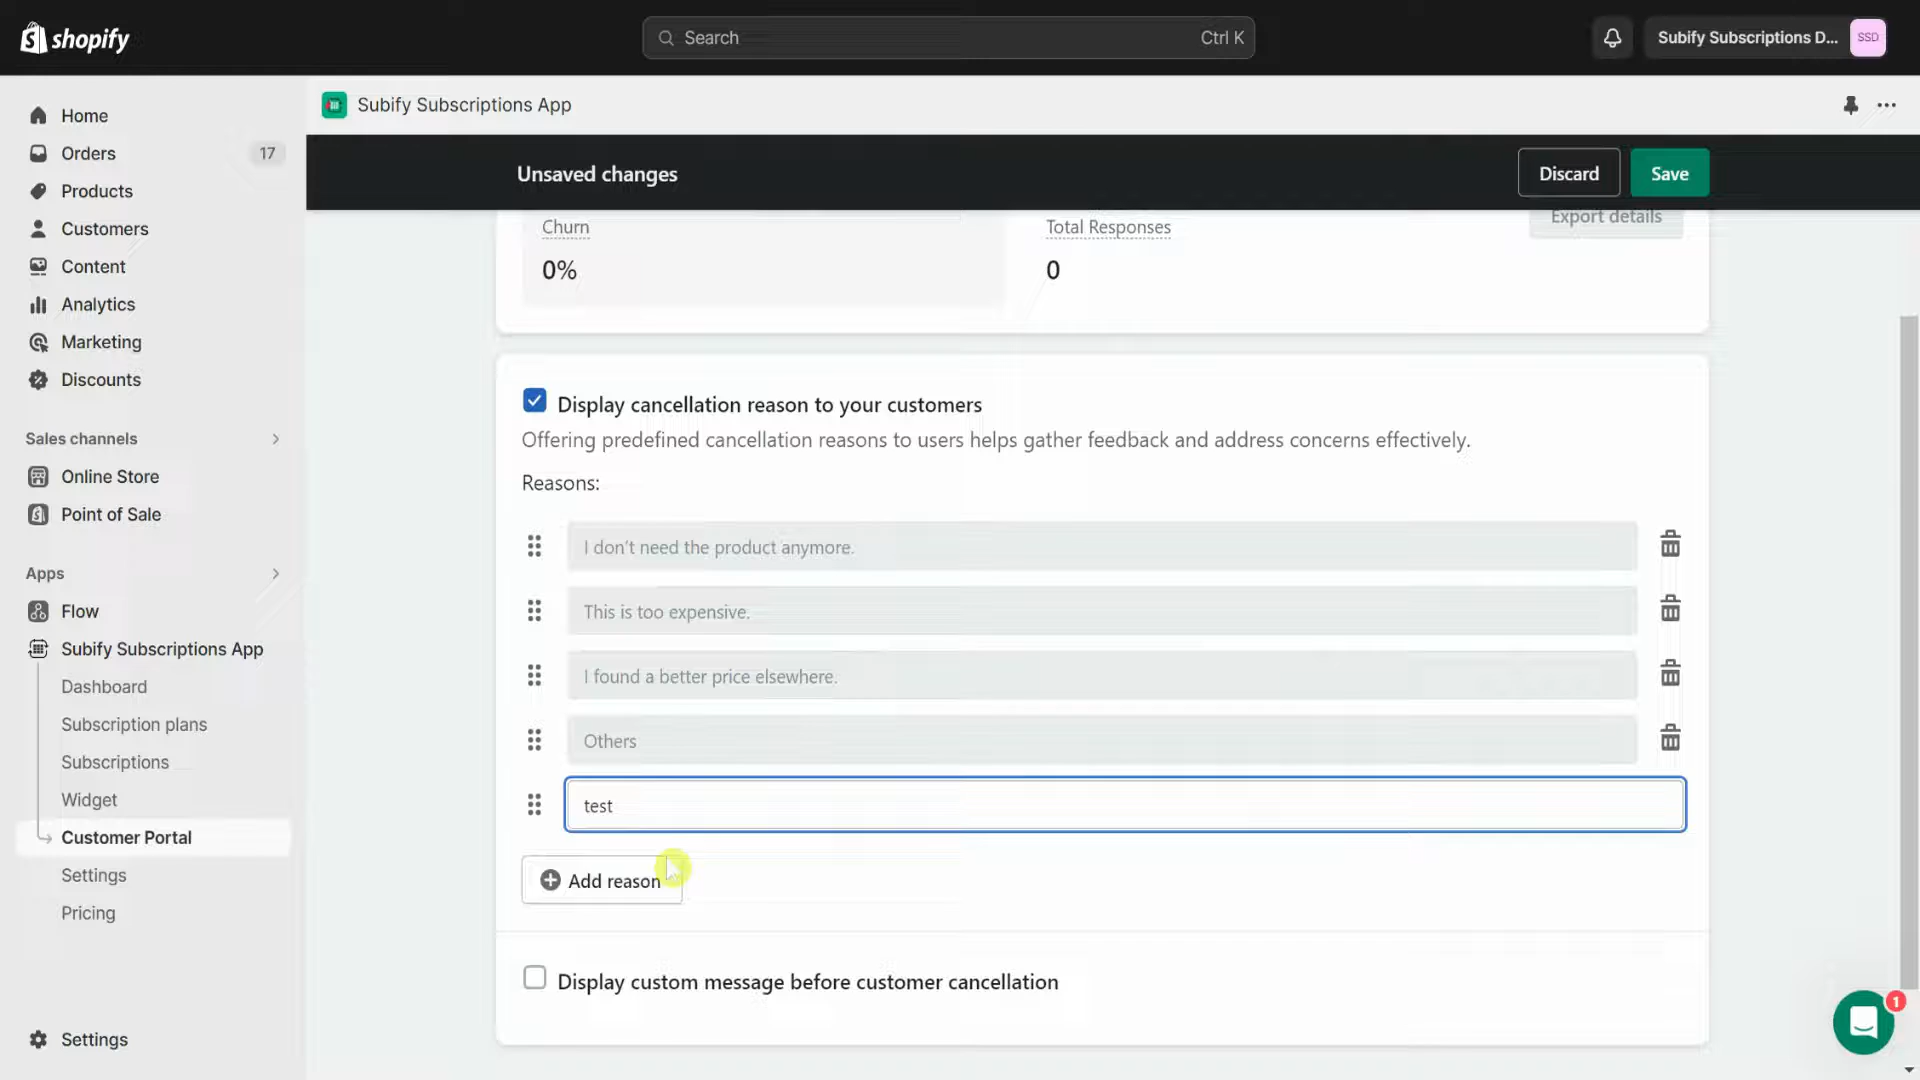 shopify
Search
Ctrl K
Subify Subscriptions D...
SSD
Home
Orders
17
Products
Customers
Content
Analytics
Marketing
Discounts
Sales channels
Online Store
Point of Sale
Apps
Flow
Subify Subscriptions App
Dashboard
Subscription plans
Subscriptions
Widget
Customer Portal
Settings
Pricing
Settings
Subify Subscriptions App
Unsaved changes
Discard
Save
Churn
Total Responses
Export details
0%
0
Display cancellation reason to your customers
Offering predefined cancellation reasons to users helps gather feedback and address concerns effectively.
Reasons:
I don't need the product anymore.
This is too expensive.
I found a better price elsewhere.
Others
test
Add reason
Display custom message before customer cancellation
1